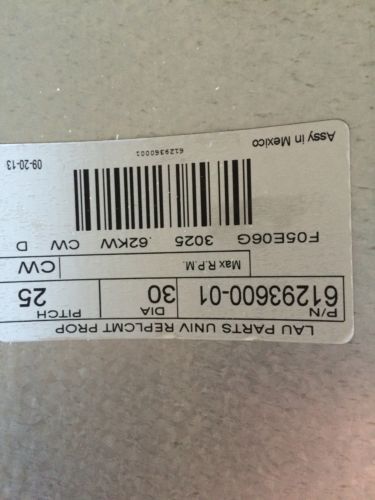 LAU PARTS UNIV REPLCMT PROP
P/N DIA PITCH
61293600-01 30 25
Max R.P.M. CW
F05E06G 3025 .62KW CW D
6129360001
Assy in Mexico 09-20-13